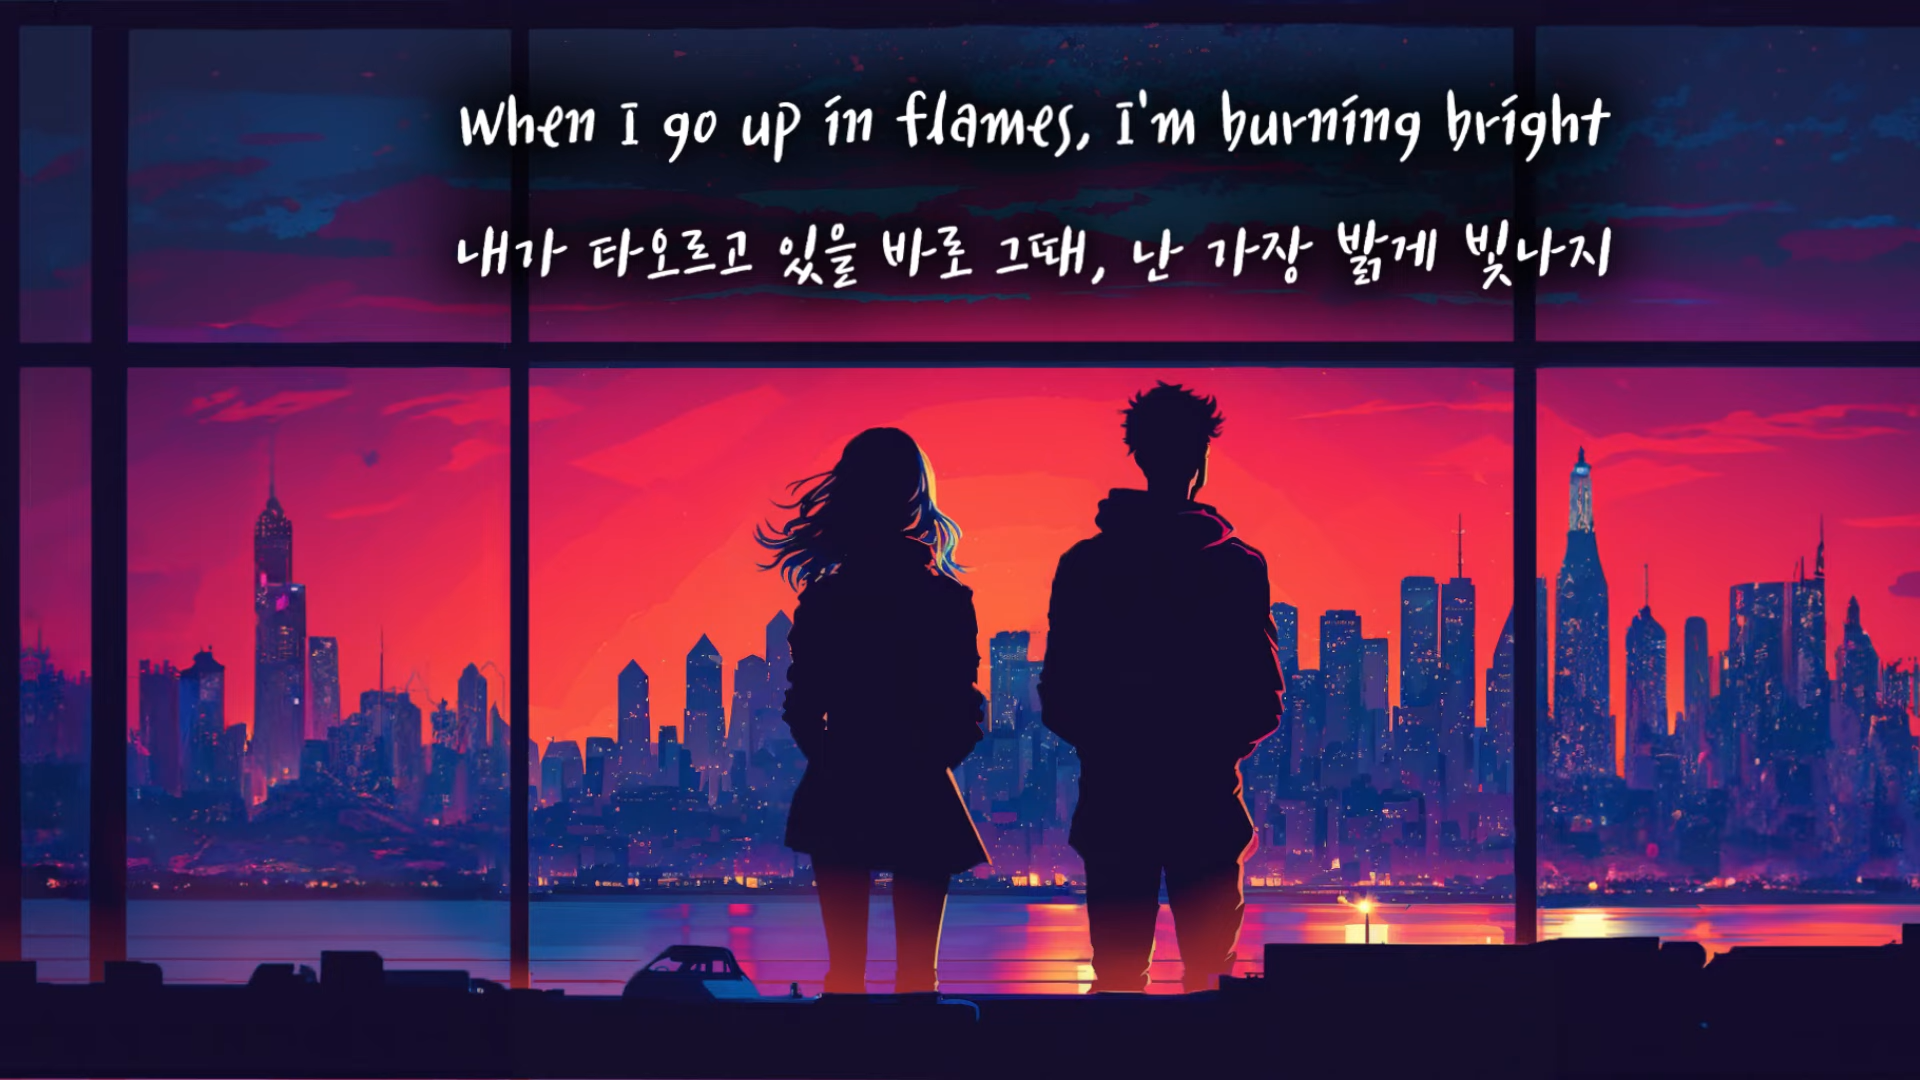 When I go up in flames, I'm burning bright
내가 타오르고 있을 바로 그때, 난 가장 밝게 빛나지